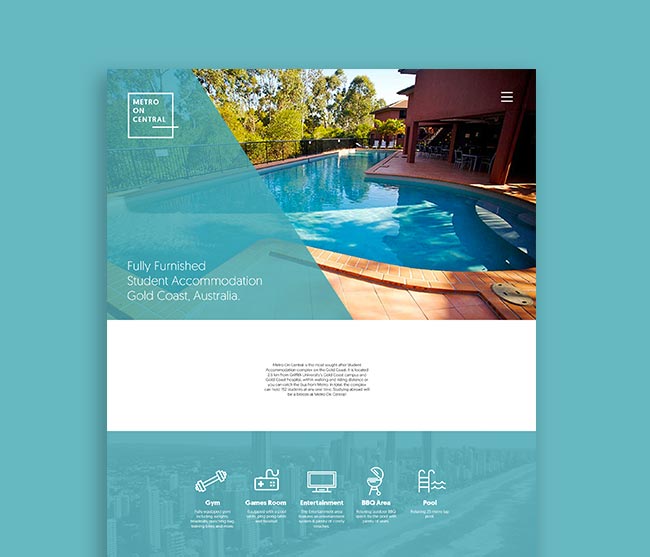 METRO
ON
CENTRAL
Fully Furnished
Student Accommodation
Gold Coast, Australia.
Metro On Central is the most sought after Student
Accommodation complex on the Gold Coast. It is located
from Griffith University's Gold Coast campus and
Gold Coast hospital, within walking and riding distance or
you can catch the bus from Metro. In total, the complex
can host 192 students at any one time. Studying abroad will
be a breeze at Metro On Central!
Gym
Games Room
Entertainment
BBQ Area
Pool
Fully equipped gym
including weights,
treadmills, punching bag,
training bikes and more.
Equipped with a pool
table, ping pong table
and foosball.
The Entertainment area
features an entertainment
system & plenty of comfy
couches.
Relaxing outdoor BBQ
space by the pool with
plenty of seats.
Relaxing 25 metre lap
pool.